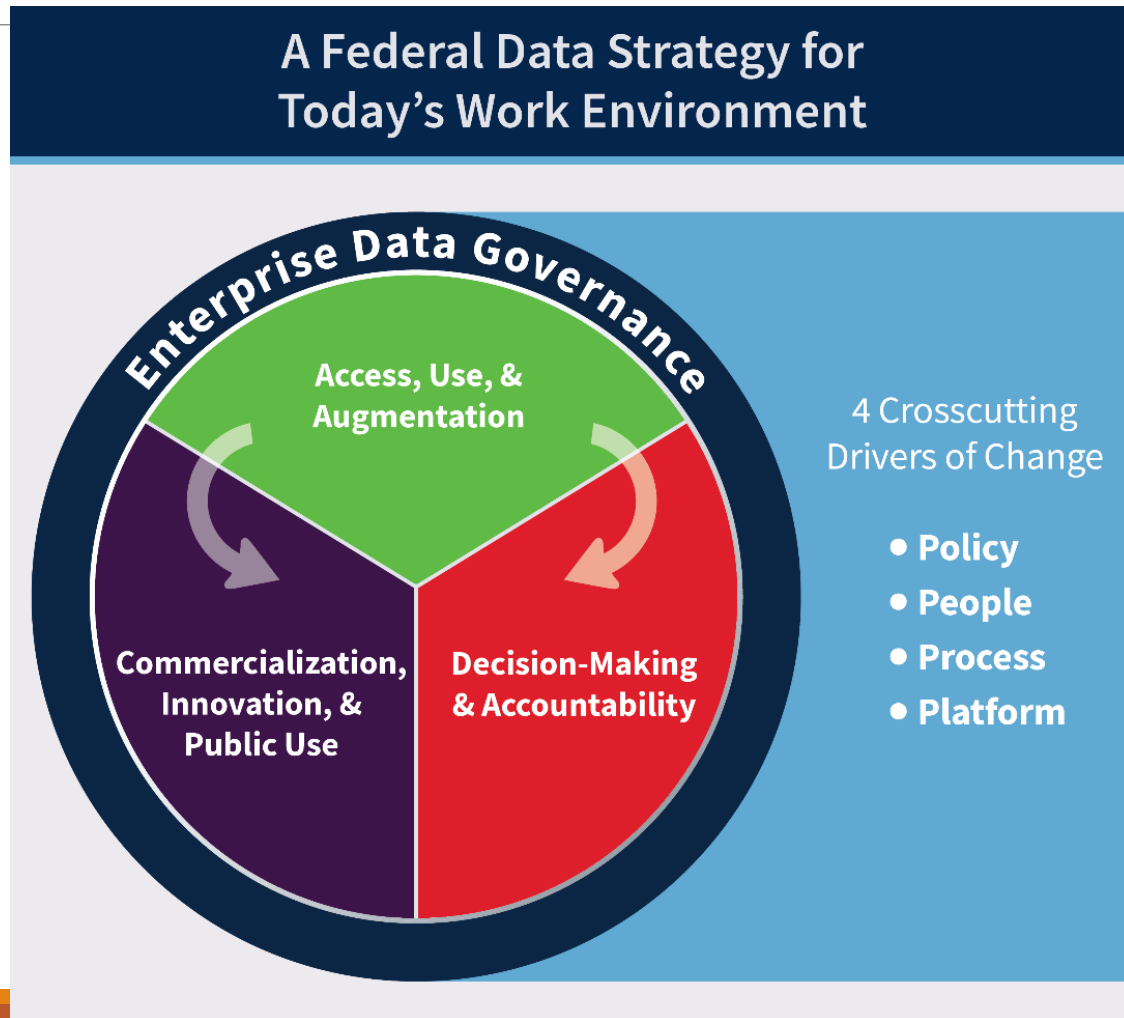 A Federal Data Strategy for
Today’s Work Environment
Enterprise Data Governance
Access, Use, &
Augmentation
Commercialization,
Innovation, &
Public Use
Decision-Making
& Accountability
4 Crosscutting
Drivers of Change
• Policy
• People
• Process
• Platform